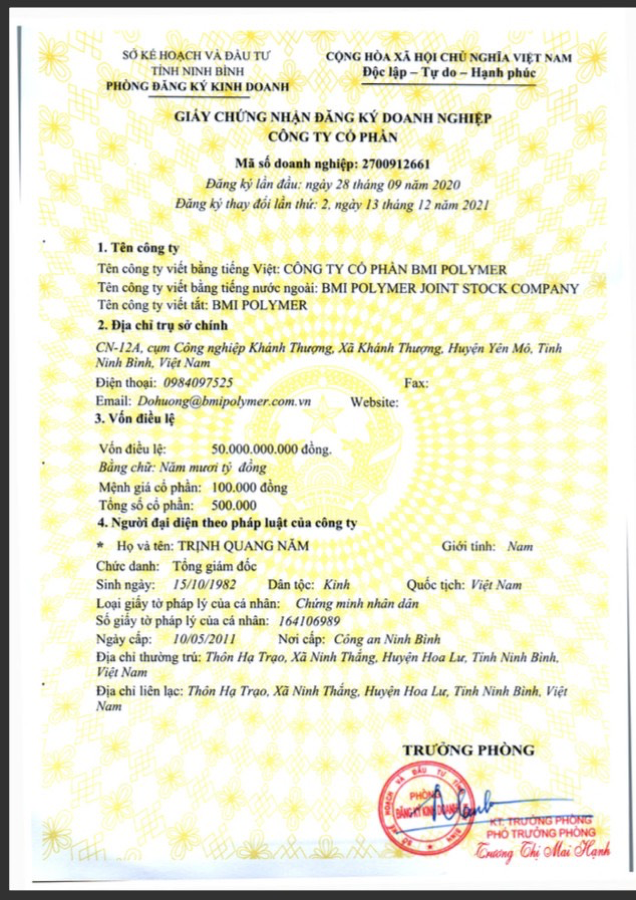 SỞ KẾ HOẠCH VÀ ĐẦU TƯ
TỈNH NINH BÌNH
PHÒNG ĐĂNG KÝ KINH DOANH
CỘNG HÒA XÃ HỘI CHỦ NGHĨA VIỆT NAM
Độc lập – Tự do – Hạnh phúc
GIẤY CHỨNG NHẬN ĐĂNG KÝ DOANH NGHIỆP
CÔNG TY CỔ PHẦN
Mã số doanh nghiệp: 2700912661
Đăng ký lần đầu: ngày 28 tháng 09 năm 2020
Đăng ký thay đổi lần thứ: 2, ngày 13 tháng 12 năm 2021
1. Tên công ty
Tên công ty viết bằng tiếng Việt: CÔNG TY CỔ PHẦN BMI POLYMER
Tên công ty viết bằng tiếng nước ngoài: BMI POLYMER JOINT STOCK COMPANY
Tên công ty viết tắt: BMI POLYMER
2. Địa chỉ trụ sở chính
CN-12A, cụm Công nghiệp Khánh Thượng, Xã Khánh Thượng, Huyện Yên Mô, Tỉnh
Ninh Bình, Việt Nam
Điện thoại: 0984097525 Fax:
Email: Dohuong@bmipolymer.com.vn Website:
3. Vốn điều lệ
Vốn điều lệ: 50.000.000.000 đồng.
Bằng chữ: Năm mươi tỷ đồng
Mệnh giá cổ phần: 100.000 đồng
Tổng số cổ phần: 500.000
4. Người đại diện theo pháp luật của công ty
* Họ và tên: TRỊNH QUANG NĂM Giới tính: Nam
Chức danh: Tổng giám đốc
Sinh ngày: 15/10/1982 Dân tộc: Kinh Quốc tịch: Việt Nam
Loại giấy tờ pháp lý của cá nhân: Chứng minh nhân dân
Số giấy tờ pháp lý của cá nhân: 164106989
Ngày cấp: 10/05/2011 Nơi cấp: Công an Ninh Bình
Địa chỉ thường trú: Thôn Hạ Trạo, Xã Ninh Thắng, Huyện Hoa Lư, Tỉnh Ninh Bình,
Việt Nam
Địa chỉ liên lạc: Thôn Hạ Trạo, Xã Ninh Thắng, Huyện Hoa Lư, Tỉnh Ninh Bình, Việt
Nam
TRƯỞNG PHÒNG
PHÒNG
ĐĂNG KÝ KINH DOANH
KT. TRƯỞNG PHÒNG
PHÓ TRƯỞNG PHÒNG
Trương Thị Mai Hạnh